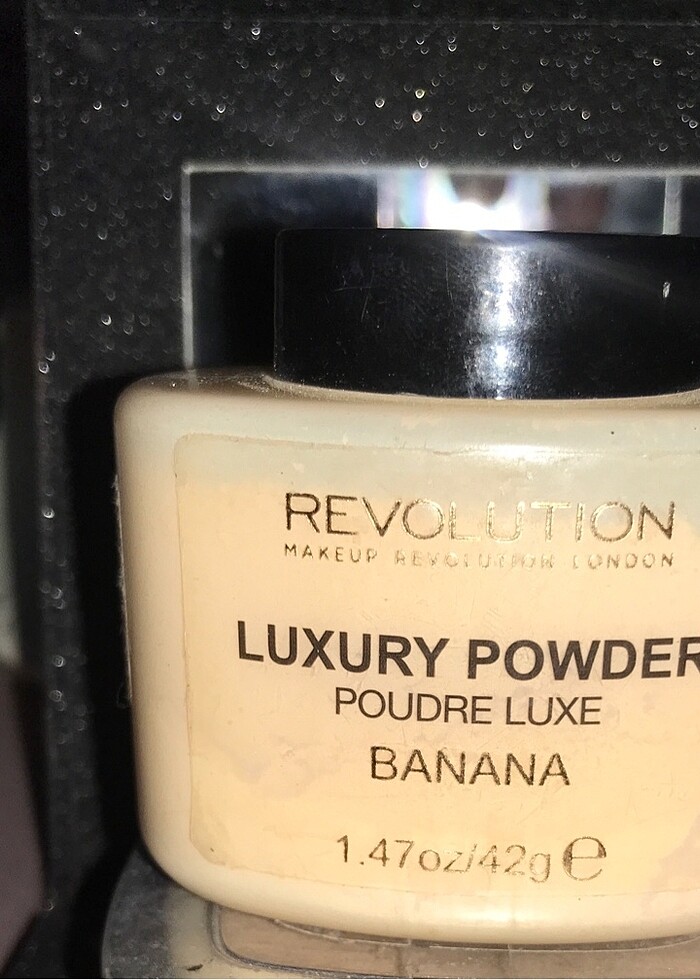 REVOLUTION
MAKEUP REVOLUTION LONDON
LUXURY POWDER
POUDRE LUXE
BANANA
1.47oz/42g e